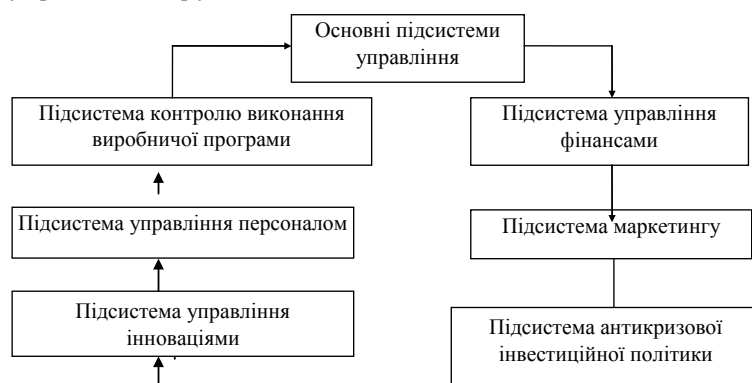 Основні підсистеми
управління
Підсистема контролю виконання
виробничої програми
Підсистема управління
фінансами
Підсистема управління персоналом
Підсистема маркетингу
Підсистема управління
інноваціями
Підсистема антикризової
інвестиційної політики